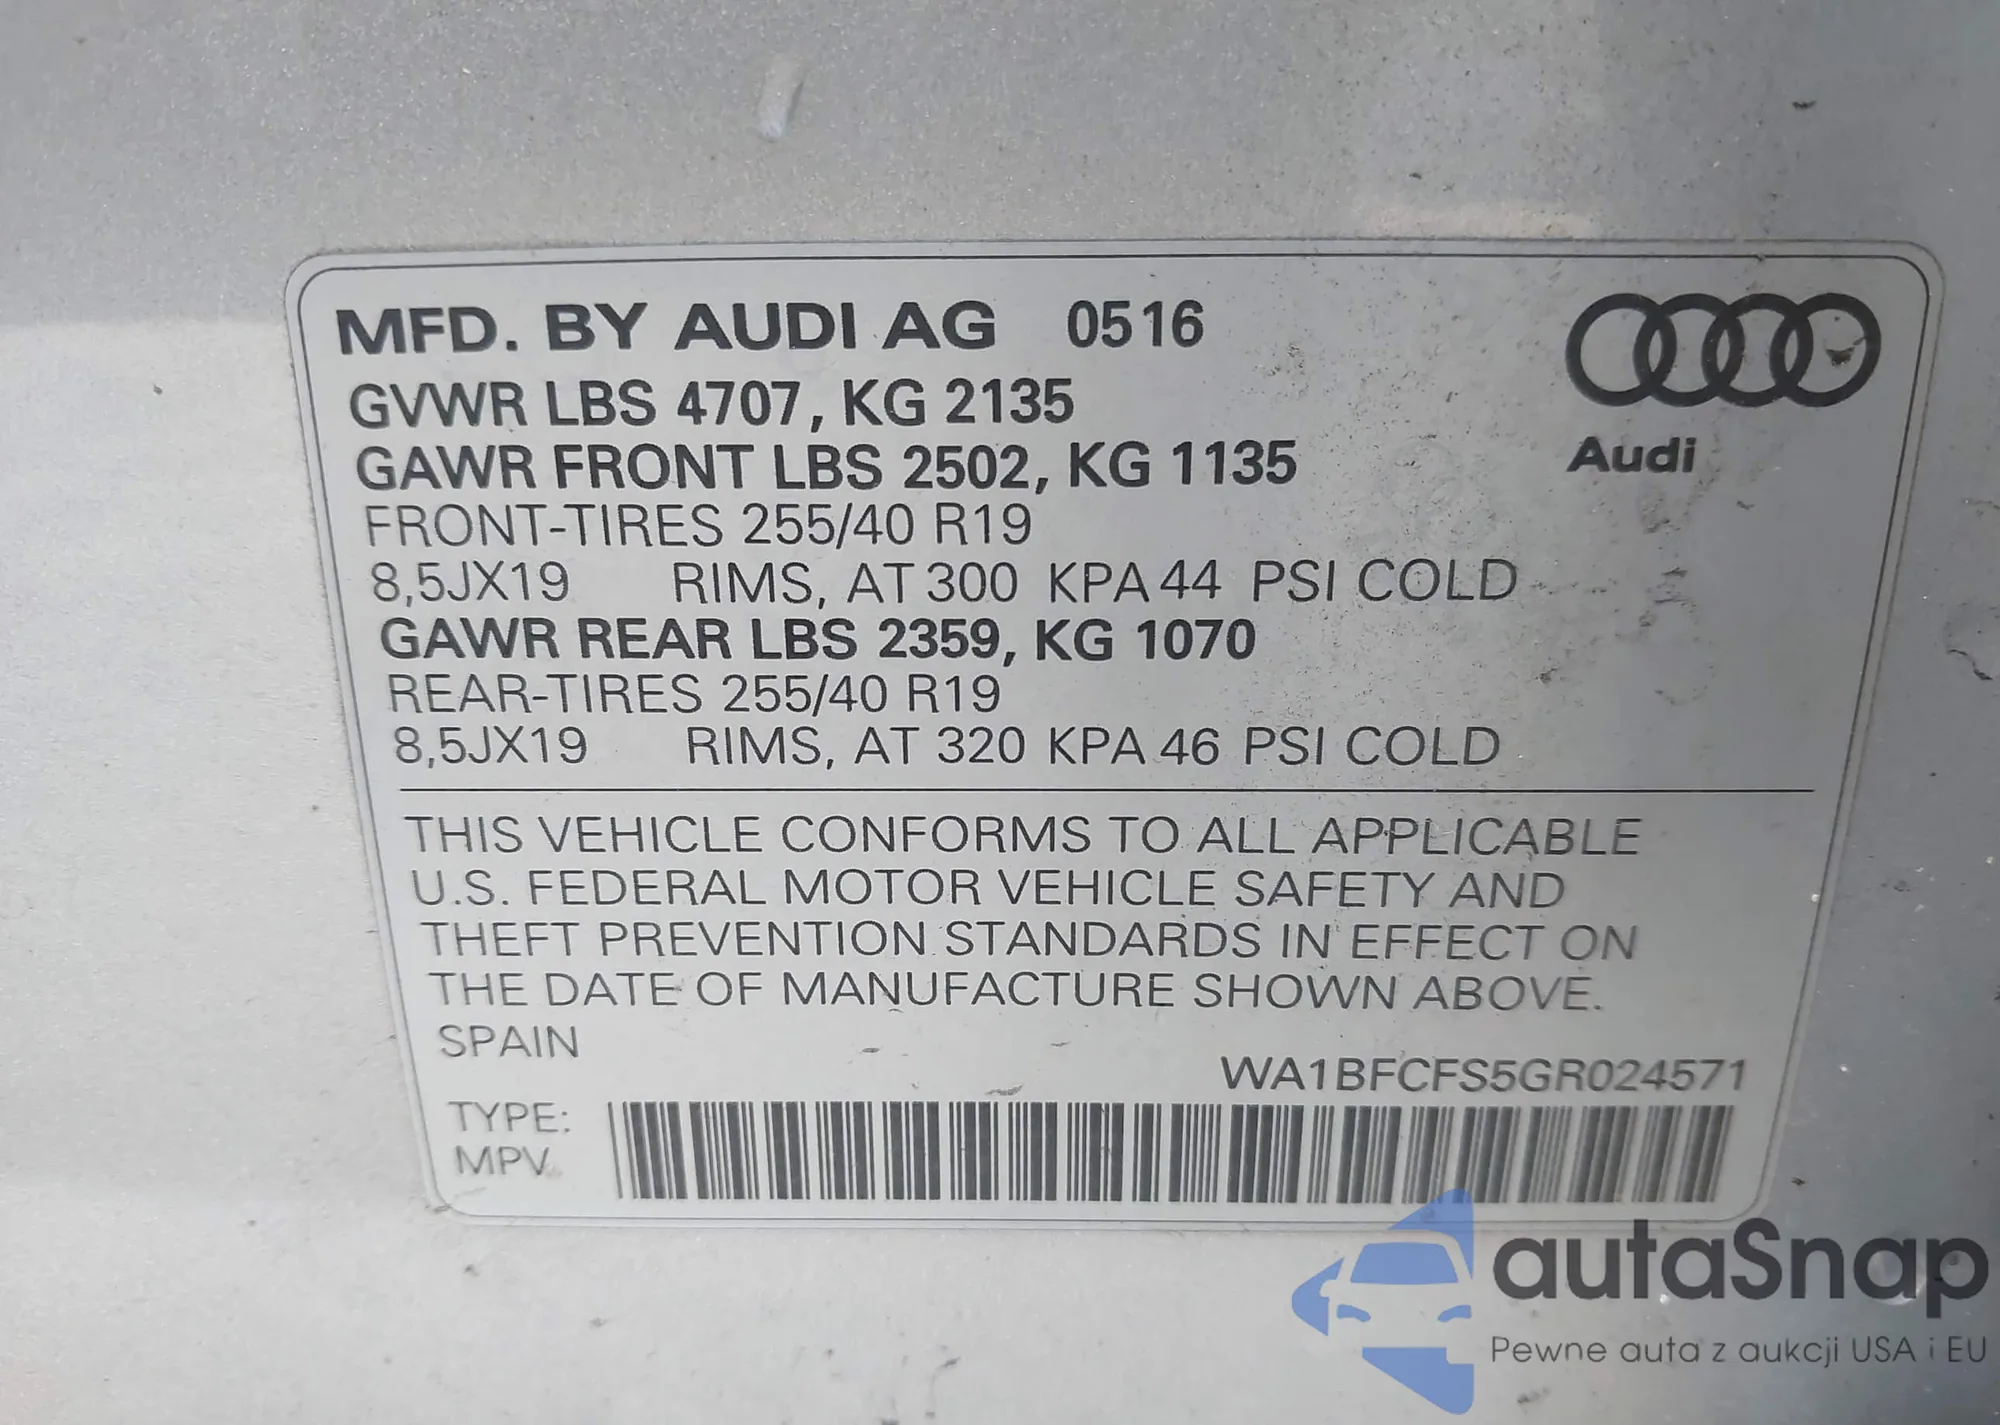 MFD. BY AUDI AG 0516
GVWR LBS 4707, KG 2135
GAWR FRONT LBS 2502, KG 1135
Audi
FRONT-TIRES 255/40 R19
8,5JX19 RIMS, AT 300 KPA 44 PSI COLD
GAWR REAR LBS 2359, KG 1070
REAR-TIRES 255/40 R19
8,5JX19 RIMS, AT 320 KPA 46 PSI COLD
THIS VEHICLE CONFORMS TO ALL APPLICABLE
U.S. FEDERAL MOTOR VEHICLE SAFETY AND
THEFT PREVENTION STANDARDS IN EFFECT ON
THE DATE OF MANUFACTURE SHOWN ABOVE.
SPAIN
WA1BFCFS5GR024571
TYPE:
MPV
autaSnap
Pewne auta z aukcji USA i EU